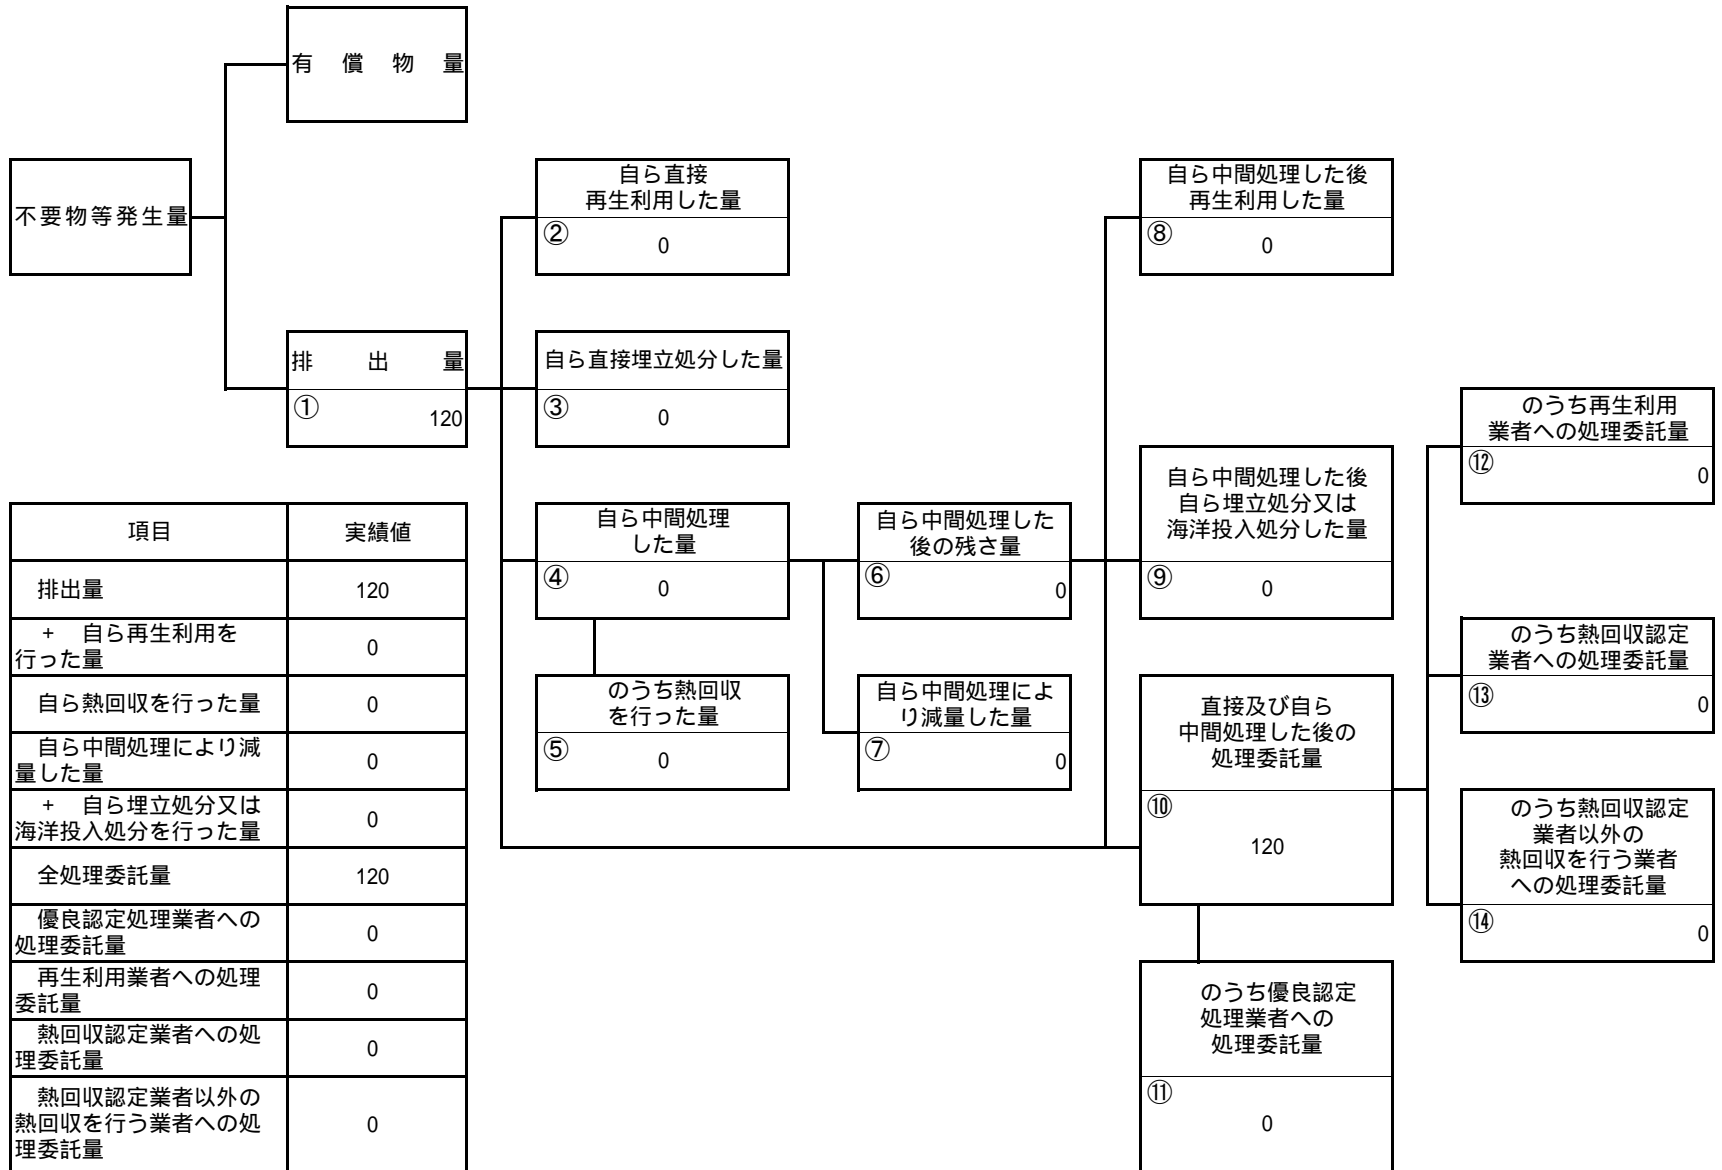 有償物量
不要物等発生量
排出量
① 120
自ら直接
再生利用した量
② 0
自ら直接埋立処分した量
③ 0
自ら中間処理
した量
④ 0
のうち熱回収
を行った量
⑤ 0
自ら中間処理した
後の残さ量
⑥ 0
自ら中間処理によ
り減量した量
⑦ 0
自ら中間処理した後
再生利用した量
⑧ 0
自ら中間処理した後
自ら埋立処分又は
海洋投入処分した量
⑨ 0
直接及び自ら
中間処理した後の
処理委託量
⑩
120
のうち優良認定
処理業者への
処理委託量
⑪
0
のうち再生利用
業者への処理委託量
⑫ 0
のうち熱回収認定
業者への処理委託量
⑬ 0
のうち熱回収認定
業者以外の
熱回収を行う業者
への処理委託量
⑭ 0
項目 実績値
排出量 120
+ 自ら再生利用を
行った量 0
自ら熱回収を行った量 0
自ら中間処理により減
量した量 0
+ 自ら埋立処分又は
海洋投入処分を行った量 0
全処理委託量 120
優良認定処理業者への
処理委託量 0
再生利用業者への処理
委託量 0
熱回収認定業者への処
理委託量 0
熱回収認定業者以外の
熱回収を行う業者への処
理委託量 0